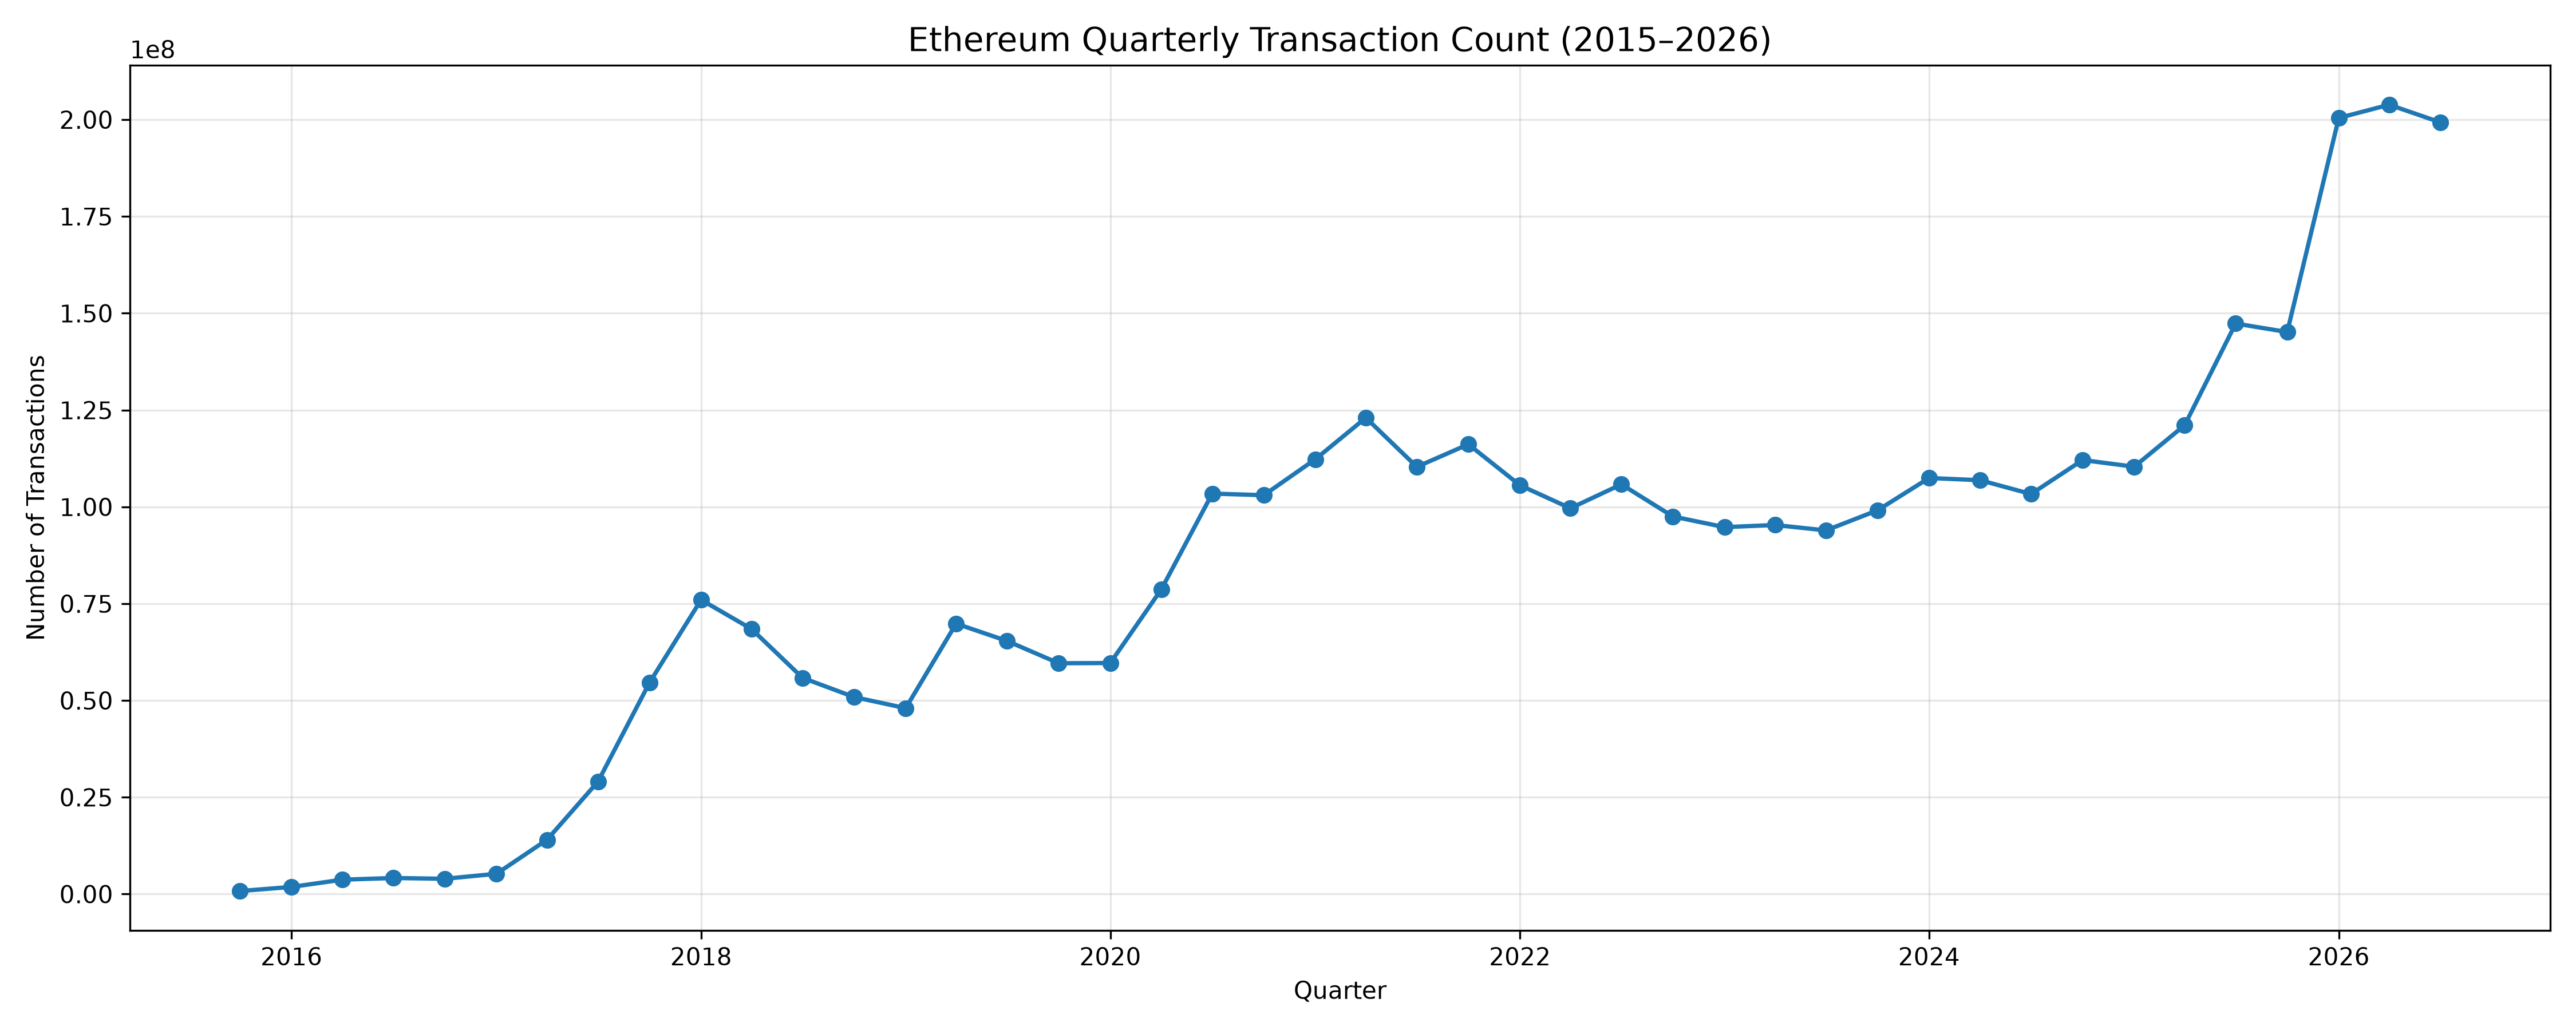 Ethereum Quarterly Transaction Count (2015–2026)
1e8
2.00
1.75
1.50
1.25
1.00
0.75
0.50
0.25
0.00
Number of Transactions
2016 2018 2020 2022 2024 2026
Quarter